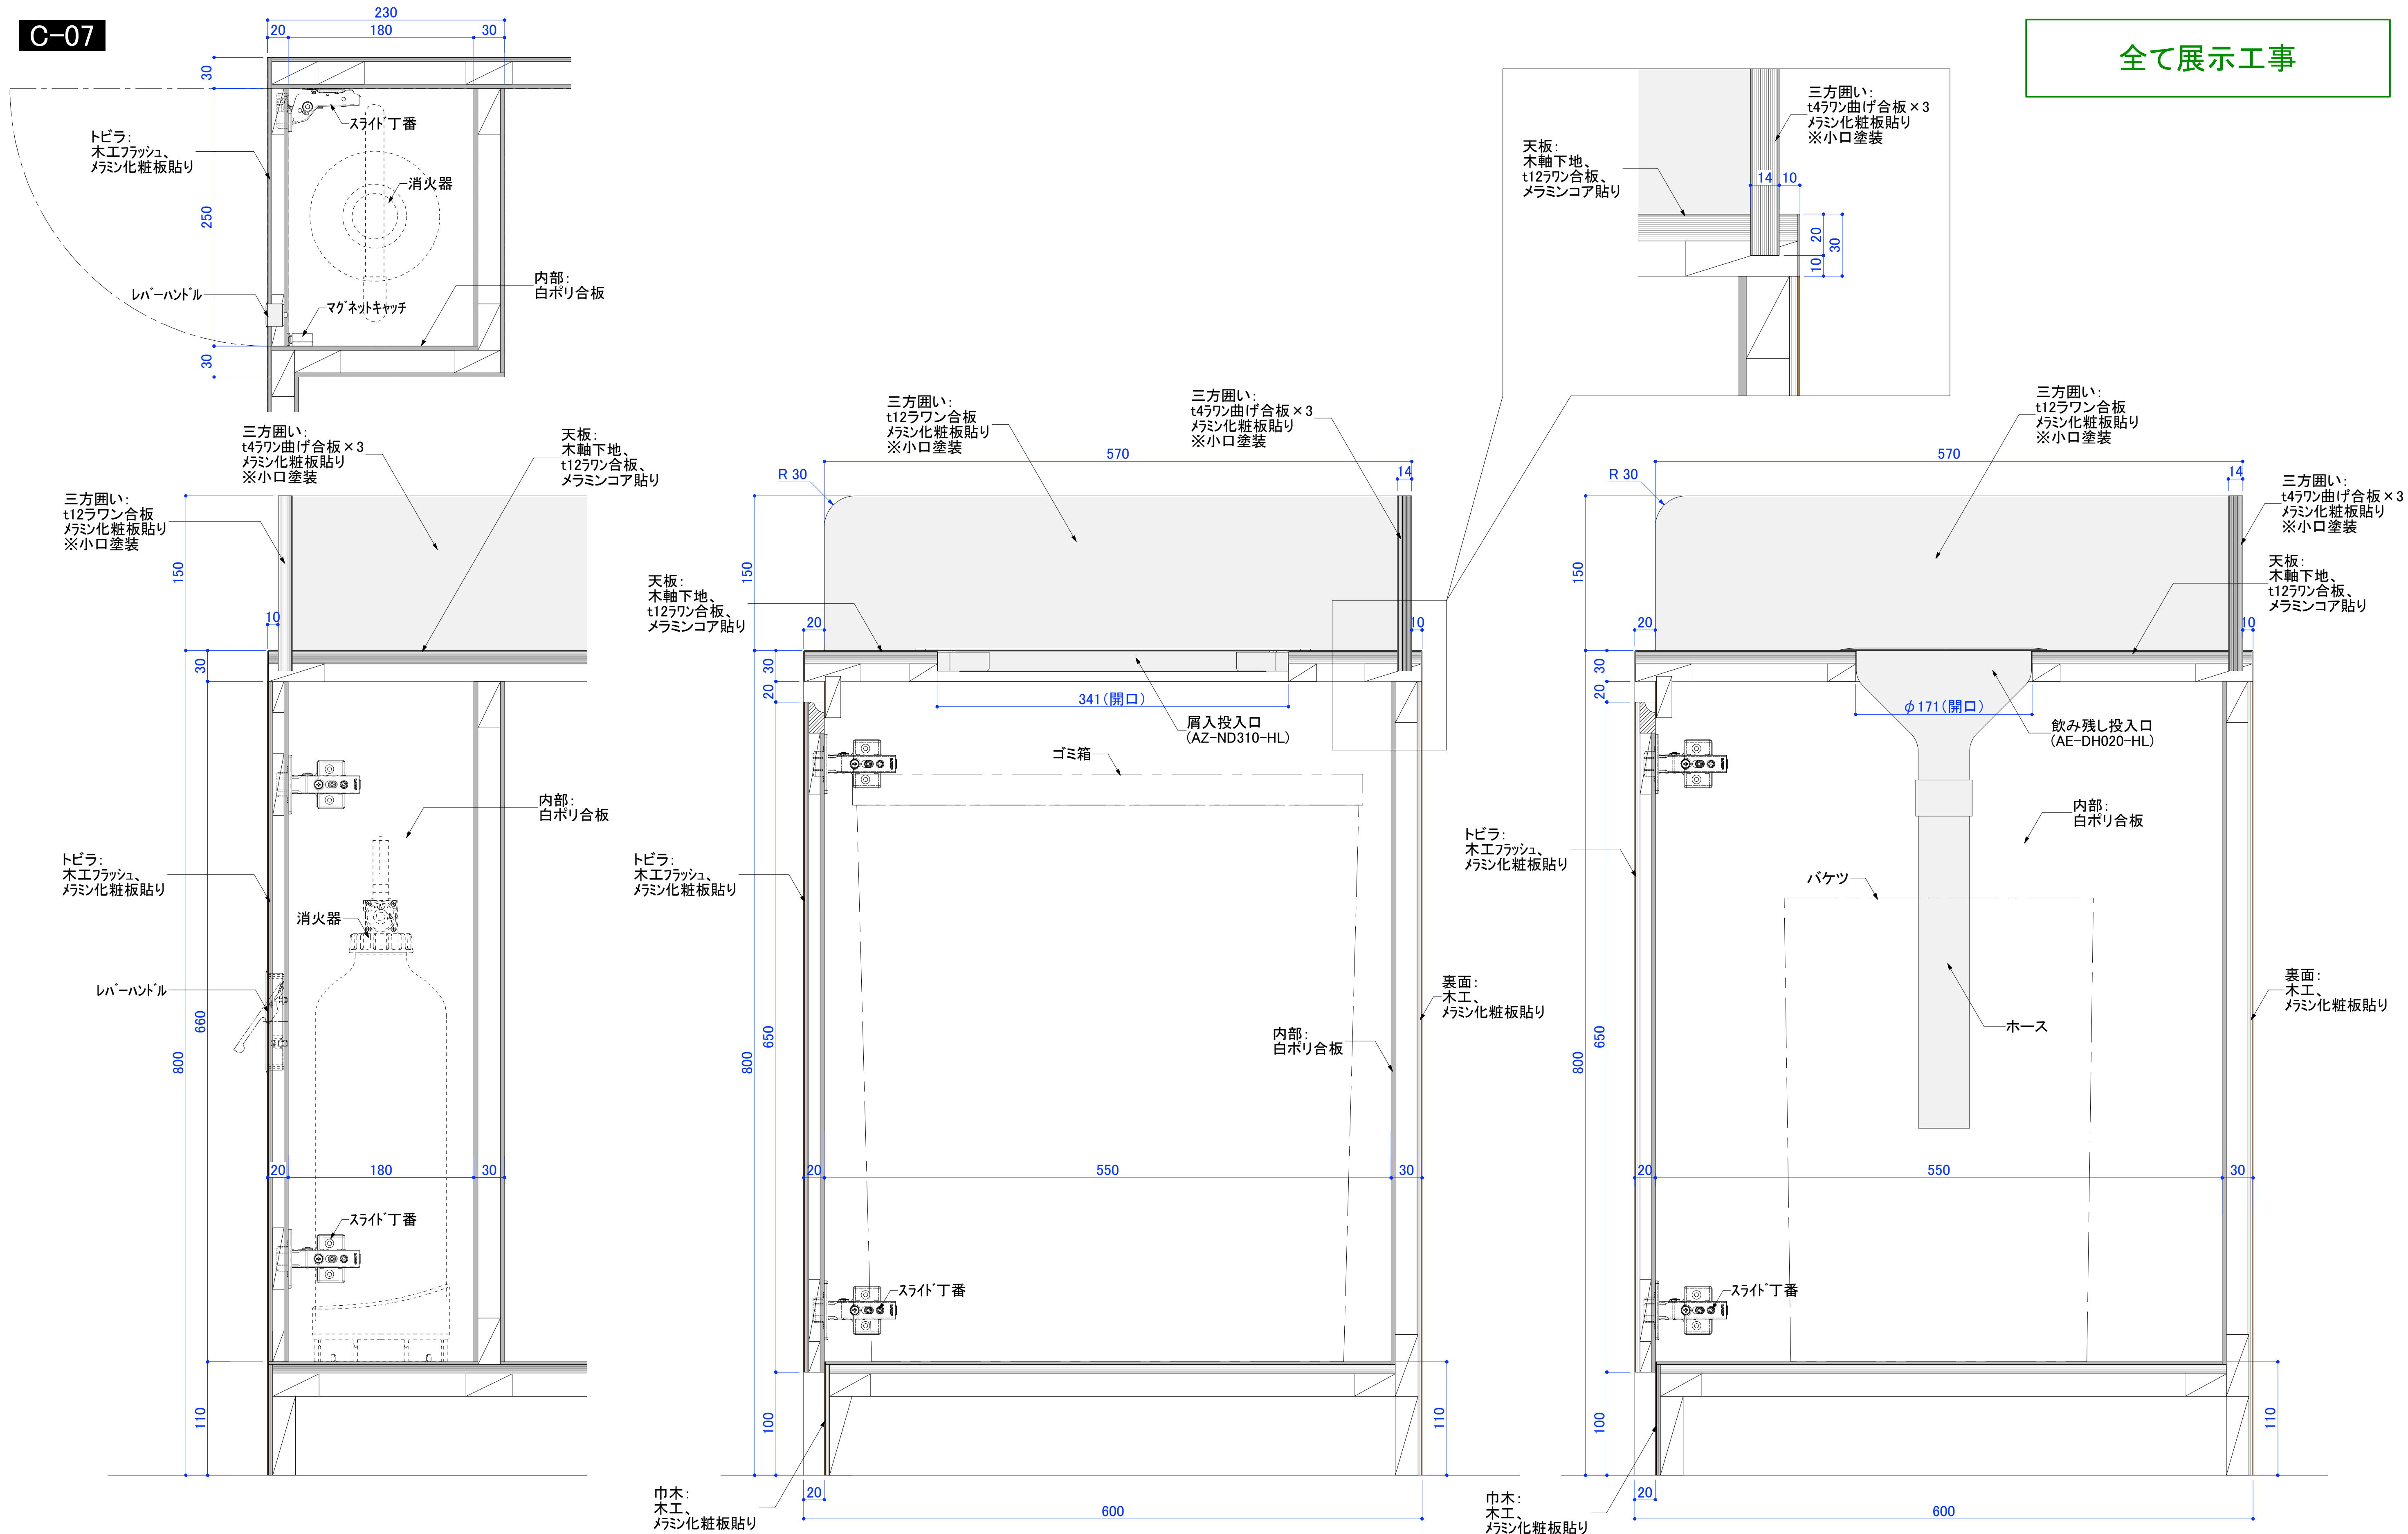 C-07
全て展示工事
230
20
180
30
30
250
30
トビラ:
木工フラッシュ、
メラミン化粧板貼り
スライド丁番
消火器
レバーハンドル
マグネットキャッチ
内部:
白ポリ合板
天板:
木軸下地、
t12ラワン合板、
メラミンコア貼り
三方囲い:
t4ラワン曲げ合板×3
メラミン化粧板貼り
※小口塗装
14
10
20
30
10
三方囲い:
t4ラワン曲げ合板×3
メラミン化粧板貼り
※小口塗装
天板:
木軸下地、
t12ラワン合板、
メラミンコア貼り
三方囲い:
t12ラワン合板
メラミン化粧板貼り
※小口塗装
150
10
30
660
800
110
内部:
白ポリ合板
トビラ:
木工フラッシュ、
メラミン化粧板貼り
消火器
レバーハンドル
20
180
30
スライド丁番
三方囲い:
t12ラワン合板
メラミン化粧板貼り
※小口塗装
三方囲い:
t4ラワン曲げ合板×3
メラミン化粧板貼り
※小口塗装
570
14
R 30
150
天板:
木軸下地、
t12ラワン合板、
メラミンコア貼り
20
10
30
20
341(開口)
屑入投入口
(AZ-ND310-HL)
ゴミ箱
トビラ:
木工フラッシュ、
メラミン化粧板貼り
裏面:
木工、
メラミン化粧板貼り
内部:
白ポリ合板
650
800
20
550
30
スライド丁番
100
110
巾木:
木工、
メラミン化粧板貼り
20
600
三方囲い:
t12ラワン合板
メラミン化粧板貼り
※小口塗装
570
14
R 30
三方囲い:
t4ラワン曲げ合板×3
メラミン化粧板貼り
※小口塗装
天板:
木軸下地、
t12ラワン合板、
メラミンコア貼り
150
20
10
30
20
φ171(開口)
飲み残し投入口
(AE-DH020-HL)
内部:
白ポリ合板
トビラ:
木工フラッシュ、
メラミン化粧板貼り
バケツ
裏面:
木工、
メラミン化粧板貼り
ホース
650
800
20
550
30
スライド丁番
100
110
巾木:
木工、
メラミン化粧板貼り
20
600